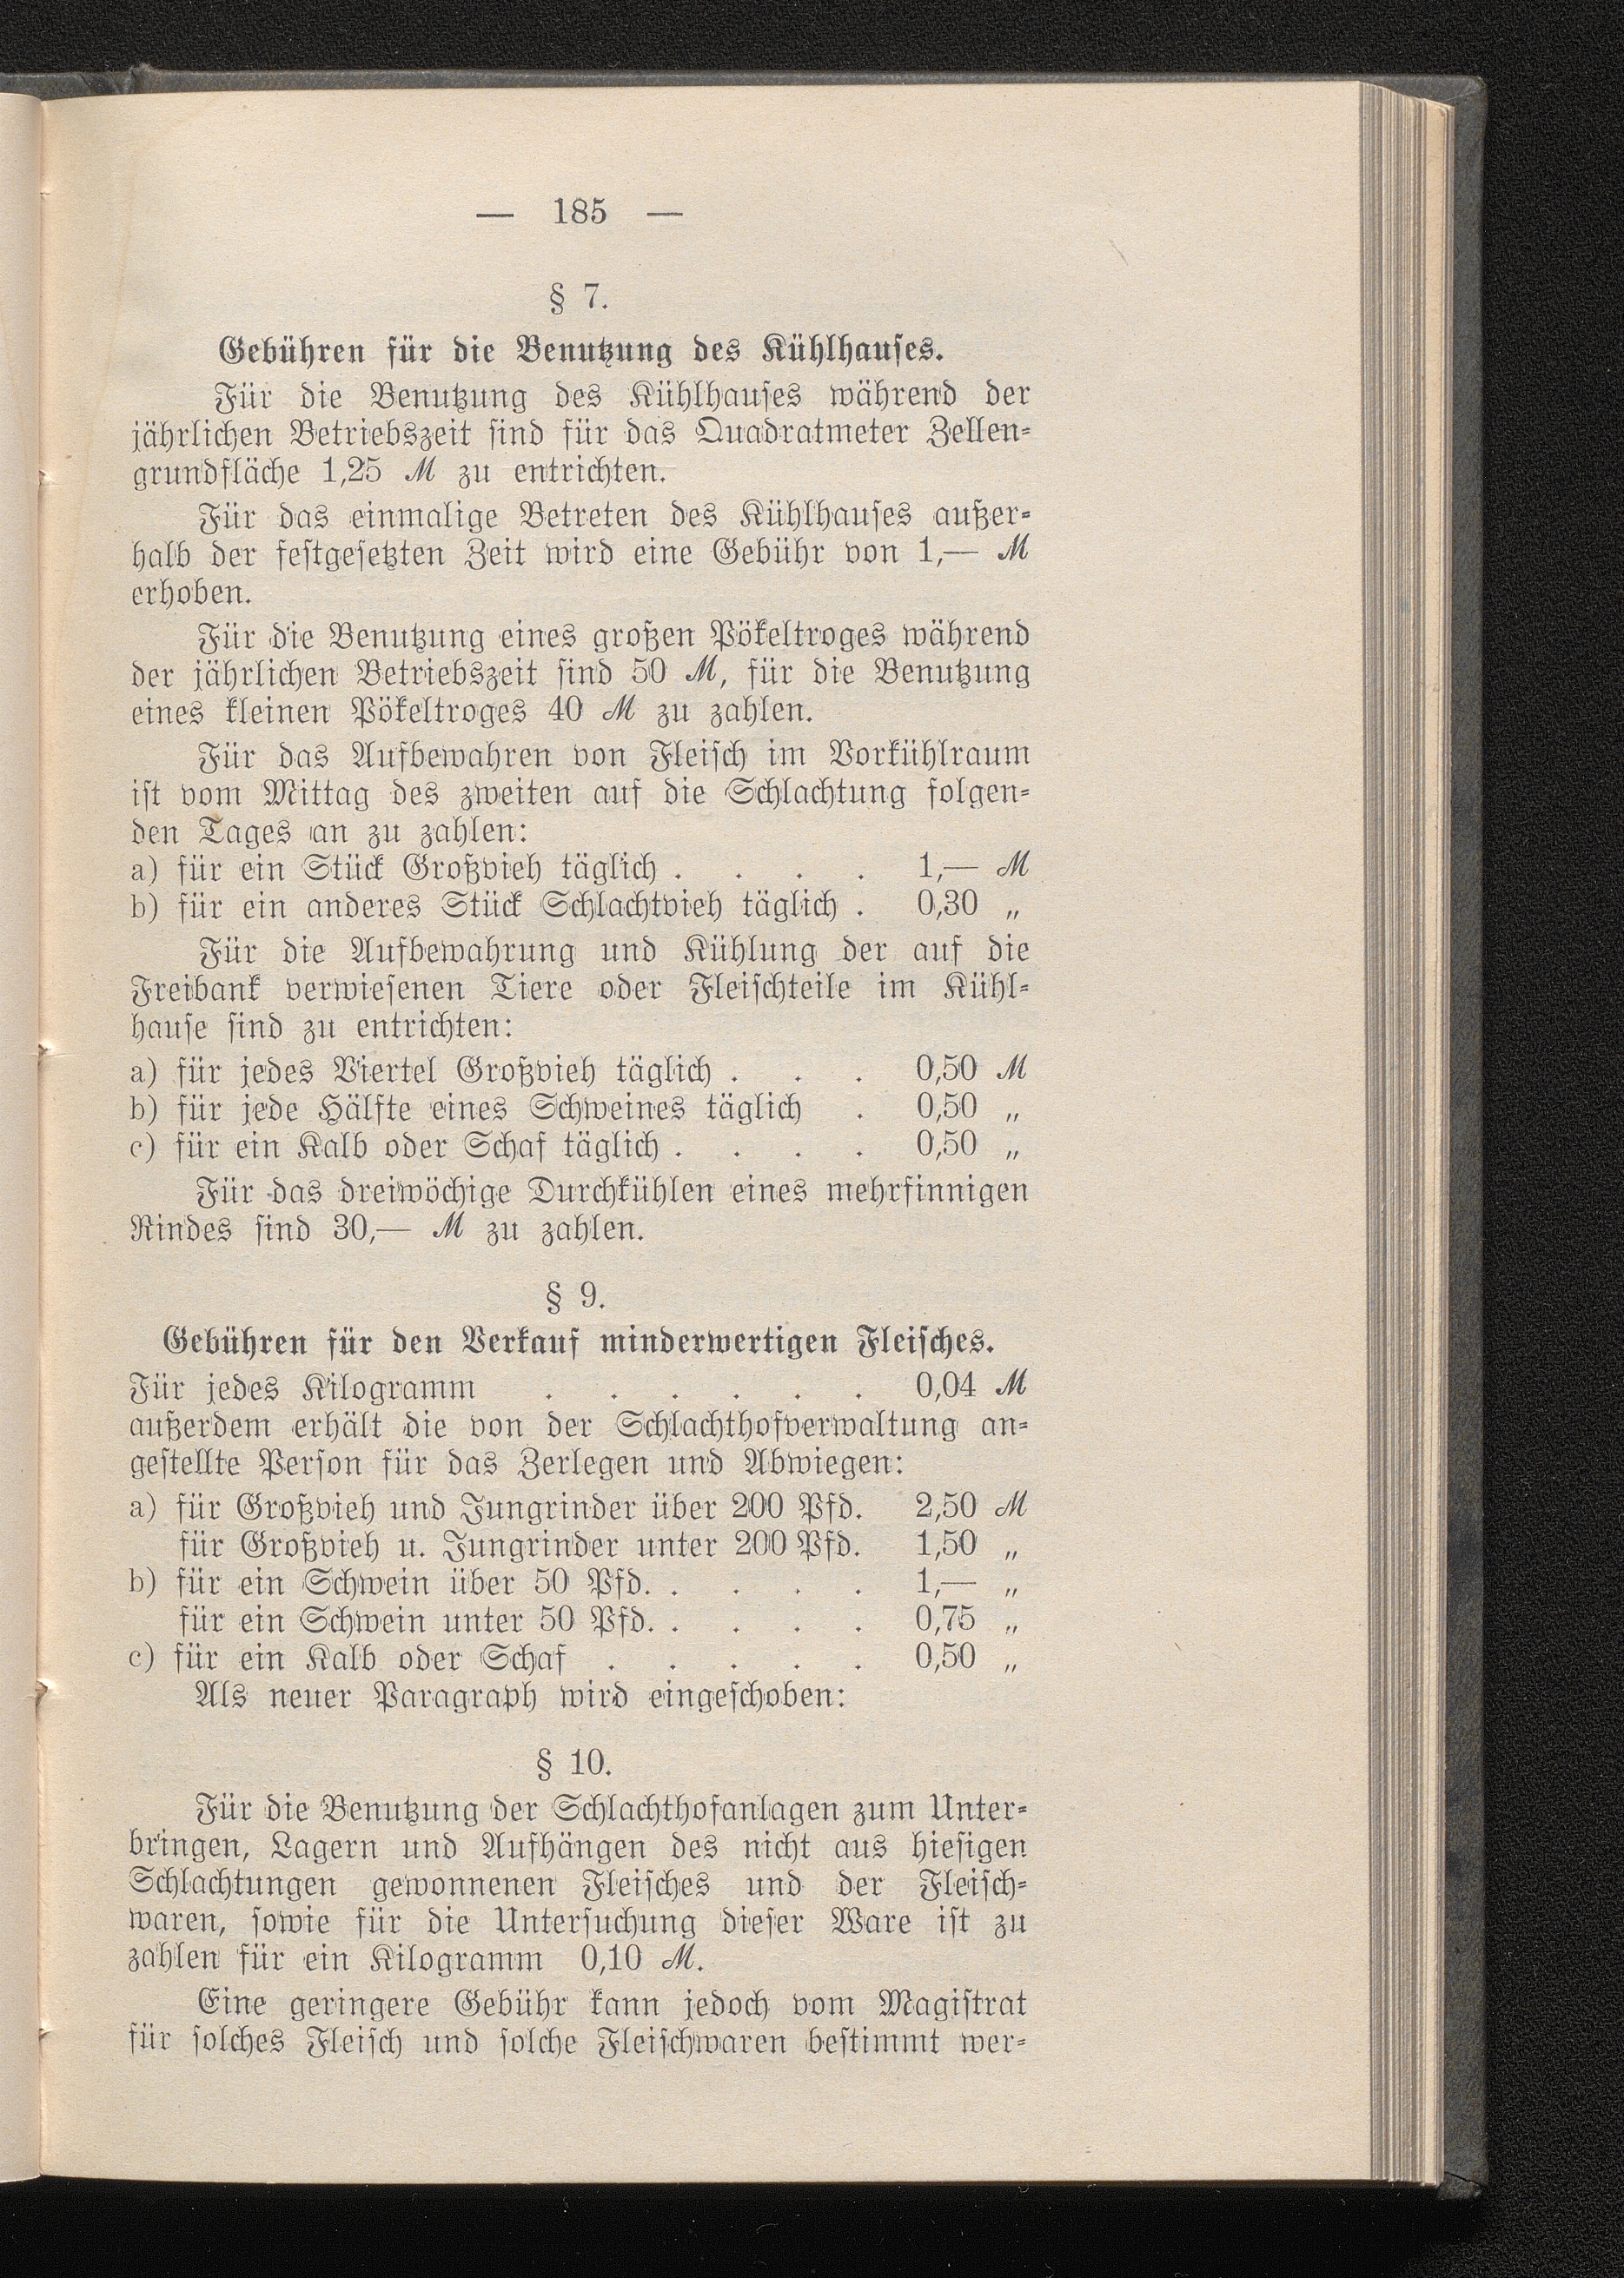 — 185 —
§ 7.
Gebühren für die Benutzung des Kühlhauses.
Für die Benutzung des Kühlhauses während der
jährlichen Betriebszeit sind für das Quadratmeter Zellen-
grundfläche 1,25 M zu entrichten.
Für das einmalige Betreten des Kühlhauses außer-
halb der festgesetzten Zeit wird eine Gebühr von 1,— M
erhoben.
Für die Benutzung eines großen Pökeltroges während
der jährlichen Betriebszeit sind 50 M, für die Benutzung
eines kleinen Pökeltroges 40 M zu zahlen.
Für das Aufbewahren von Fleisch im Vorkühlraum
ist vom Mittag des zweiten auf die Schlachtung folgen-
den Tages an zu zahlen:
a) für ein Stück Großvieh täglich . . . . 1,— M
b) für ein anderes Stück Schlachtvieh täglich . 0,30 „
Für die Aufbewahrung und Kühlung der auf die
Freibank verwiesenen Tiere oder Fleischteile im Kühl-
hause sind zu entrichten:
a) für jedes Viertel Großvieh täglich . . . 0,50 M
b) für jede Hälfte eines Schweines täglich . 0,50 „
c) für ein Kalb oder Schaf täglich . . . . 0,50 „
Für das dreiwöchige Durchkühlen eines mehrfinnigen
Rindes sind 30,— M zu zahlen.
§ 9.
Gebühren für den Verkauf minderwertigen Fleisches.
Für jedes Kilogramm . . . . . . 0,04 M
außerdem erhält die von der Schlachthofverwaltung an-
gestellte Person für das Zerlegen und Abwiegen:
a) für Großvieh und Jungrinder über 200 Pfd. 2,50 M
für Großvieh u. Jungrinder unter 200 Pfd. 1,50 „
b) für ein Schwein über 50 Pfd. . . . . 1,— „
für ein Schwein unter 50 Pfd. . . . . 0,75 „
c) für ein Kalb oder Schaf . . . . . 0,50 „
Als neuer Paragraph wird eingeschoben:
§ 10.
Für die Benutzung der Schlachthofanlagen zum Unter-
bringen, Lagern und Aufhängen des nicht aus hiesigen
Schlachtungen gewonnenen Fleisches und der Fleisch-
waren, sowie für die Untersuchung dieser Ware ist zu
zahlen für ein Kilogramm 0,10 M.
Eine geringere Gebühr kann jedoch vom Magistrat
für solches Fleisch und solche Fleischwaren bestimmt wer-